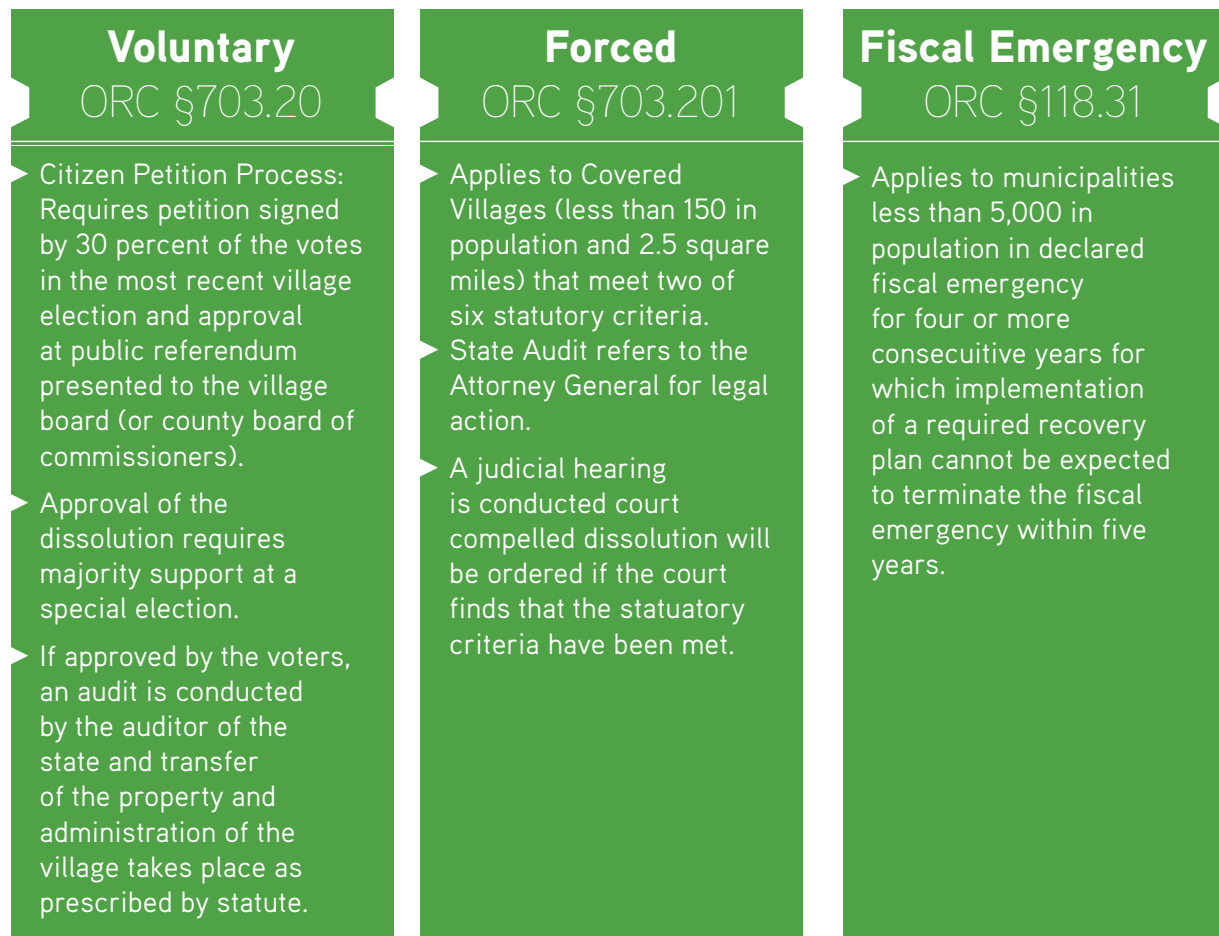 Voluntary
ORC §703.20
Citizen Petition Process:
Requires petition signed
by 30 percent of the votes
in the most recent village
election and approval
at public referendum
presented to the village
board (or county board of
commissioners).
Approval of the
dissolution requires
majority support at a
special election.
If approved by the voters,
an audit is conducted
by the auditor of the
state and transfer
of the property and
administration of the
village takes place as
prescribed by statute.
Forced
ORC §703.201
Applies to Covered
Villages (less than 150 in
population and 2.5 square
miles) that meet two of
six statutory criteria.
State Audit refers to the
Attorney General for legal
action.
A judicial hearing
is conducted court
compelled dissolution will
be ordered if the court
finds that the statuatory
criteria have been met.
Fiscal Emergency
ORC §118.31
Applies to municipalities
less than 5,000 in
population in declared
fiscal emergency
for four or more
consecuitive years for
which implementation
of a required recovery
plan cannot be expected
to terminate the fiscal
emergency within five
years.